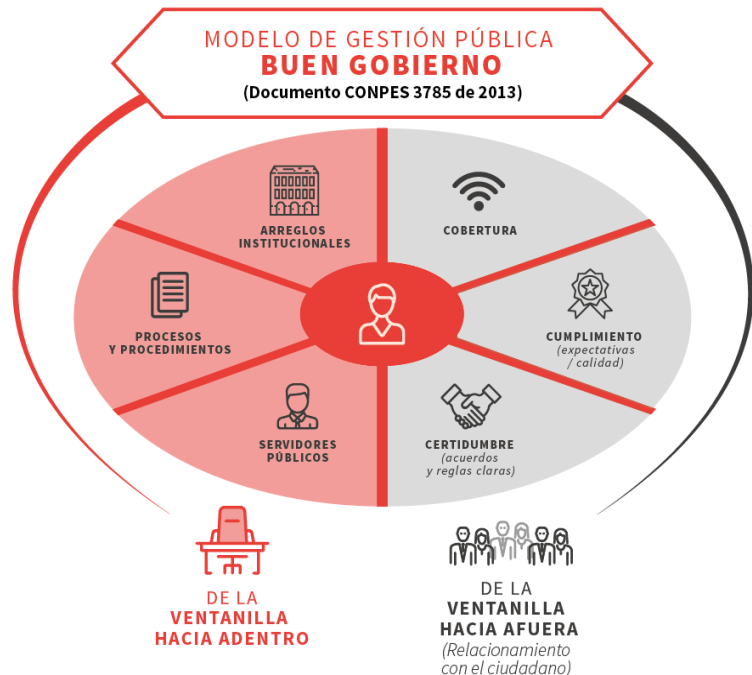 MODELO DE GESTIÓN PÚBLICA
BUEN GOBIERNO
(Documento CONPES 3785 de 2013)
ARREGLOS
INSTITUCIONALES
COBERTURA
PROCESOS
Y PROCEDIMIENTOS
CUMPLIMIENTO
(expectativas
/ calidad)
SERVIDORES
PÚBLICOS
CERTIDUMBRE
(acuerdos
y reglas claras)
DE LA
VENTANILLA
HACIA ADENTRO
DE LA
VENTANILLA
HACIA AFUERA
(Relacionamiento
con el ciudadano)